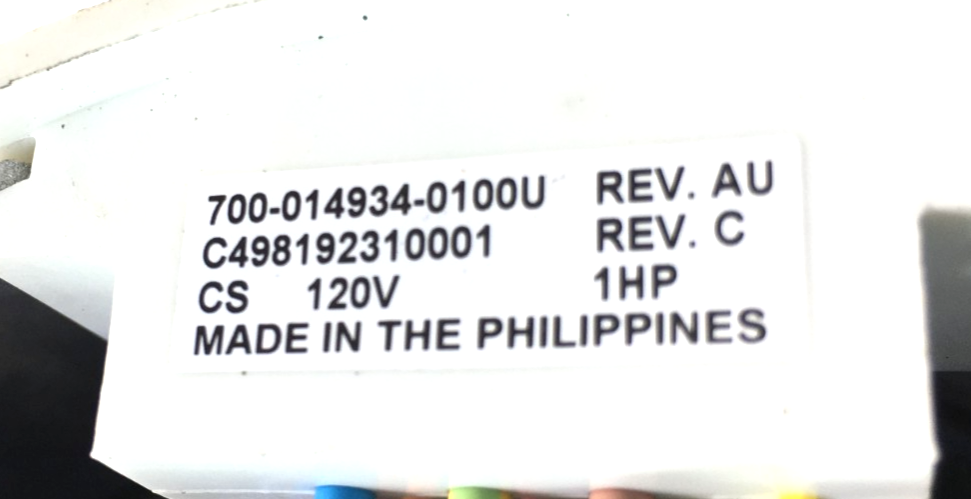 700-014934-0100U REV. AU
C498192310001 REV. C
CS 120V 1HP
MADE IN THE PHILIPPINES